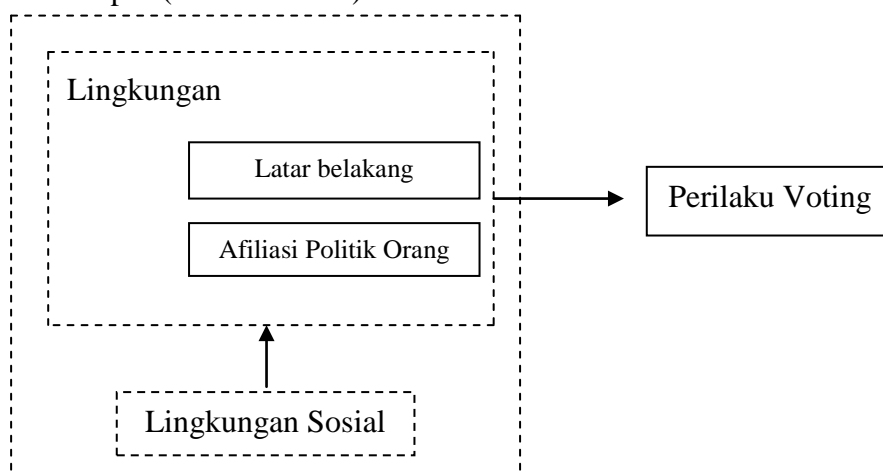 Lingkungan
Latar belakang
Afiliasi Politik Orang
Perilaku Voting
Lingkungan Sosial